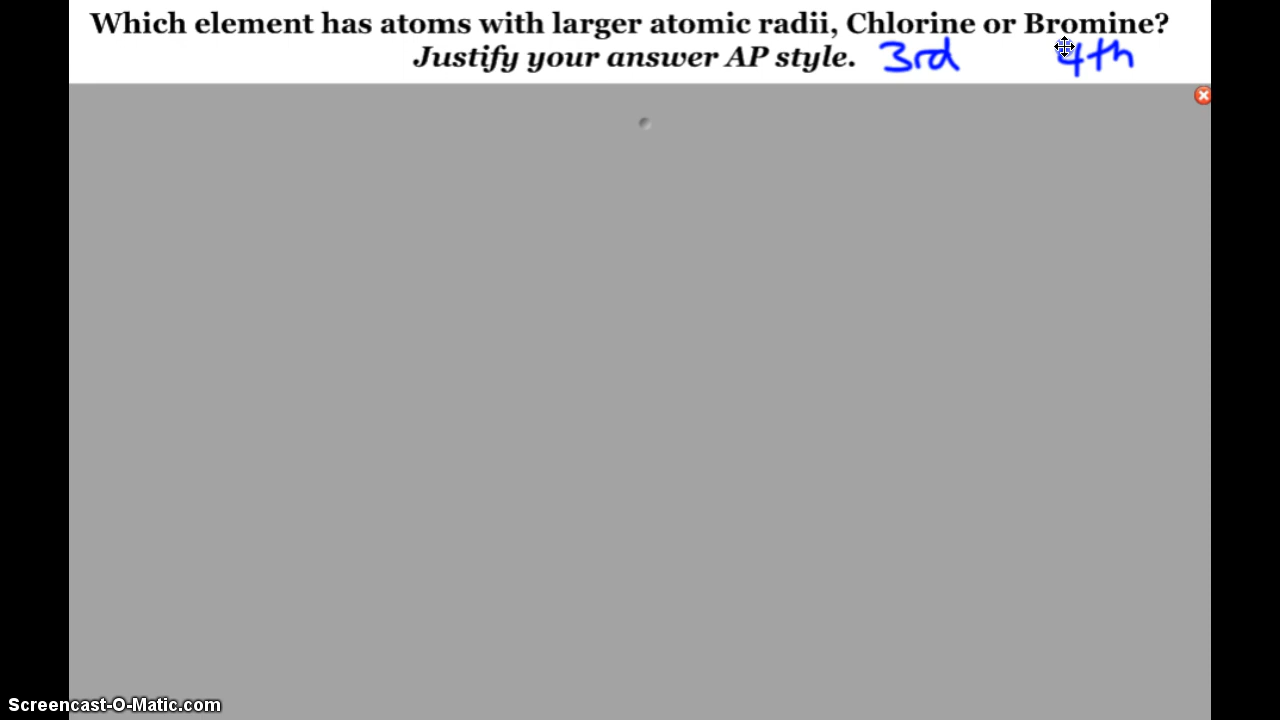 Which element has atoms with larger atomic radii, Chlorine or Bromine?
Justify your answer AP style. 3rd 4th
Screencast-O-Matic.com